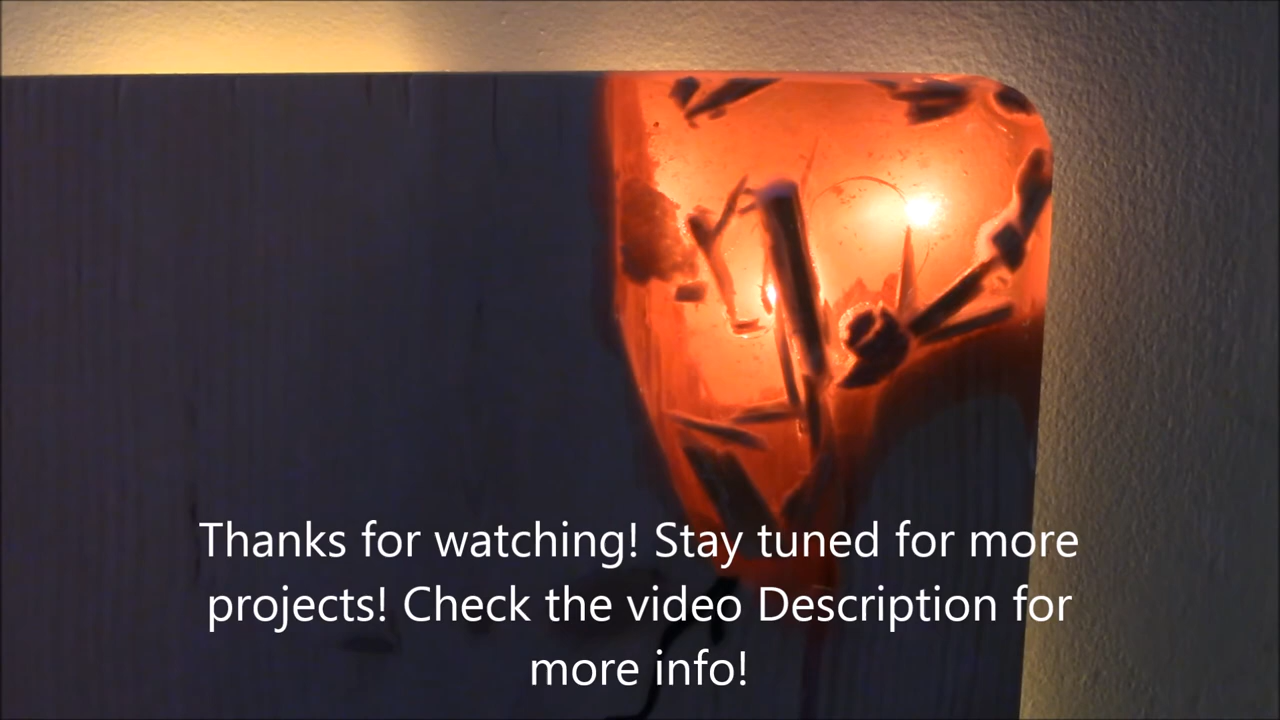 Thanks for watching! Stay tuned for more
projects! Check the video Description for
more info!